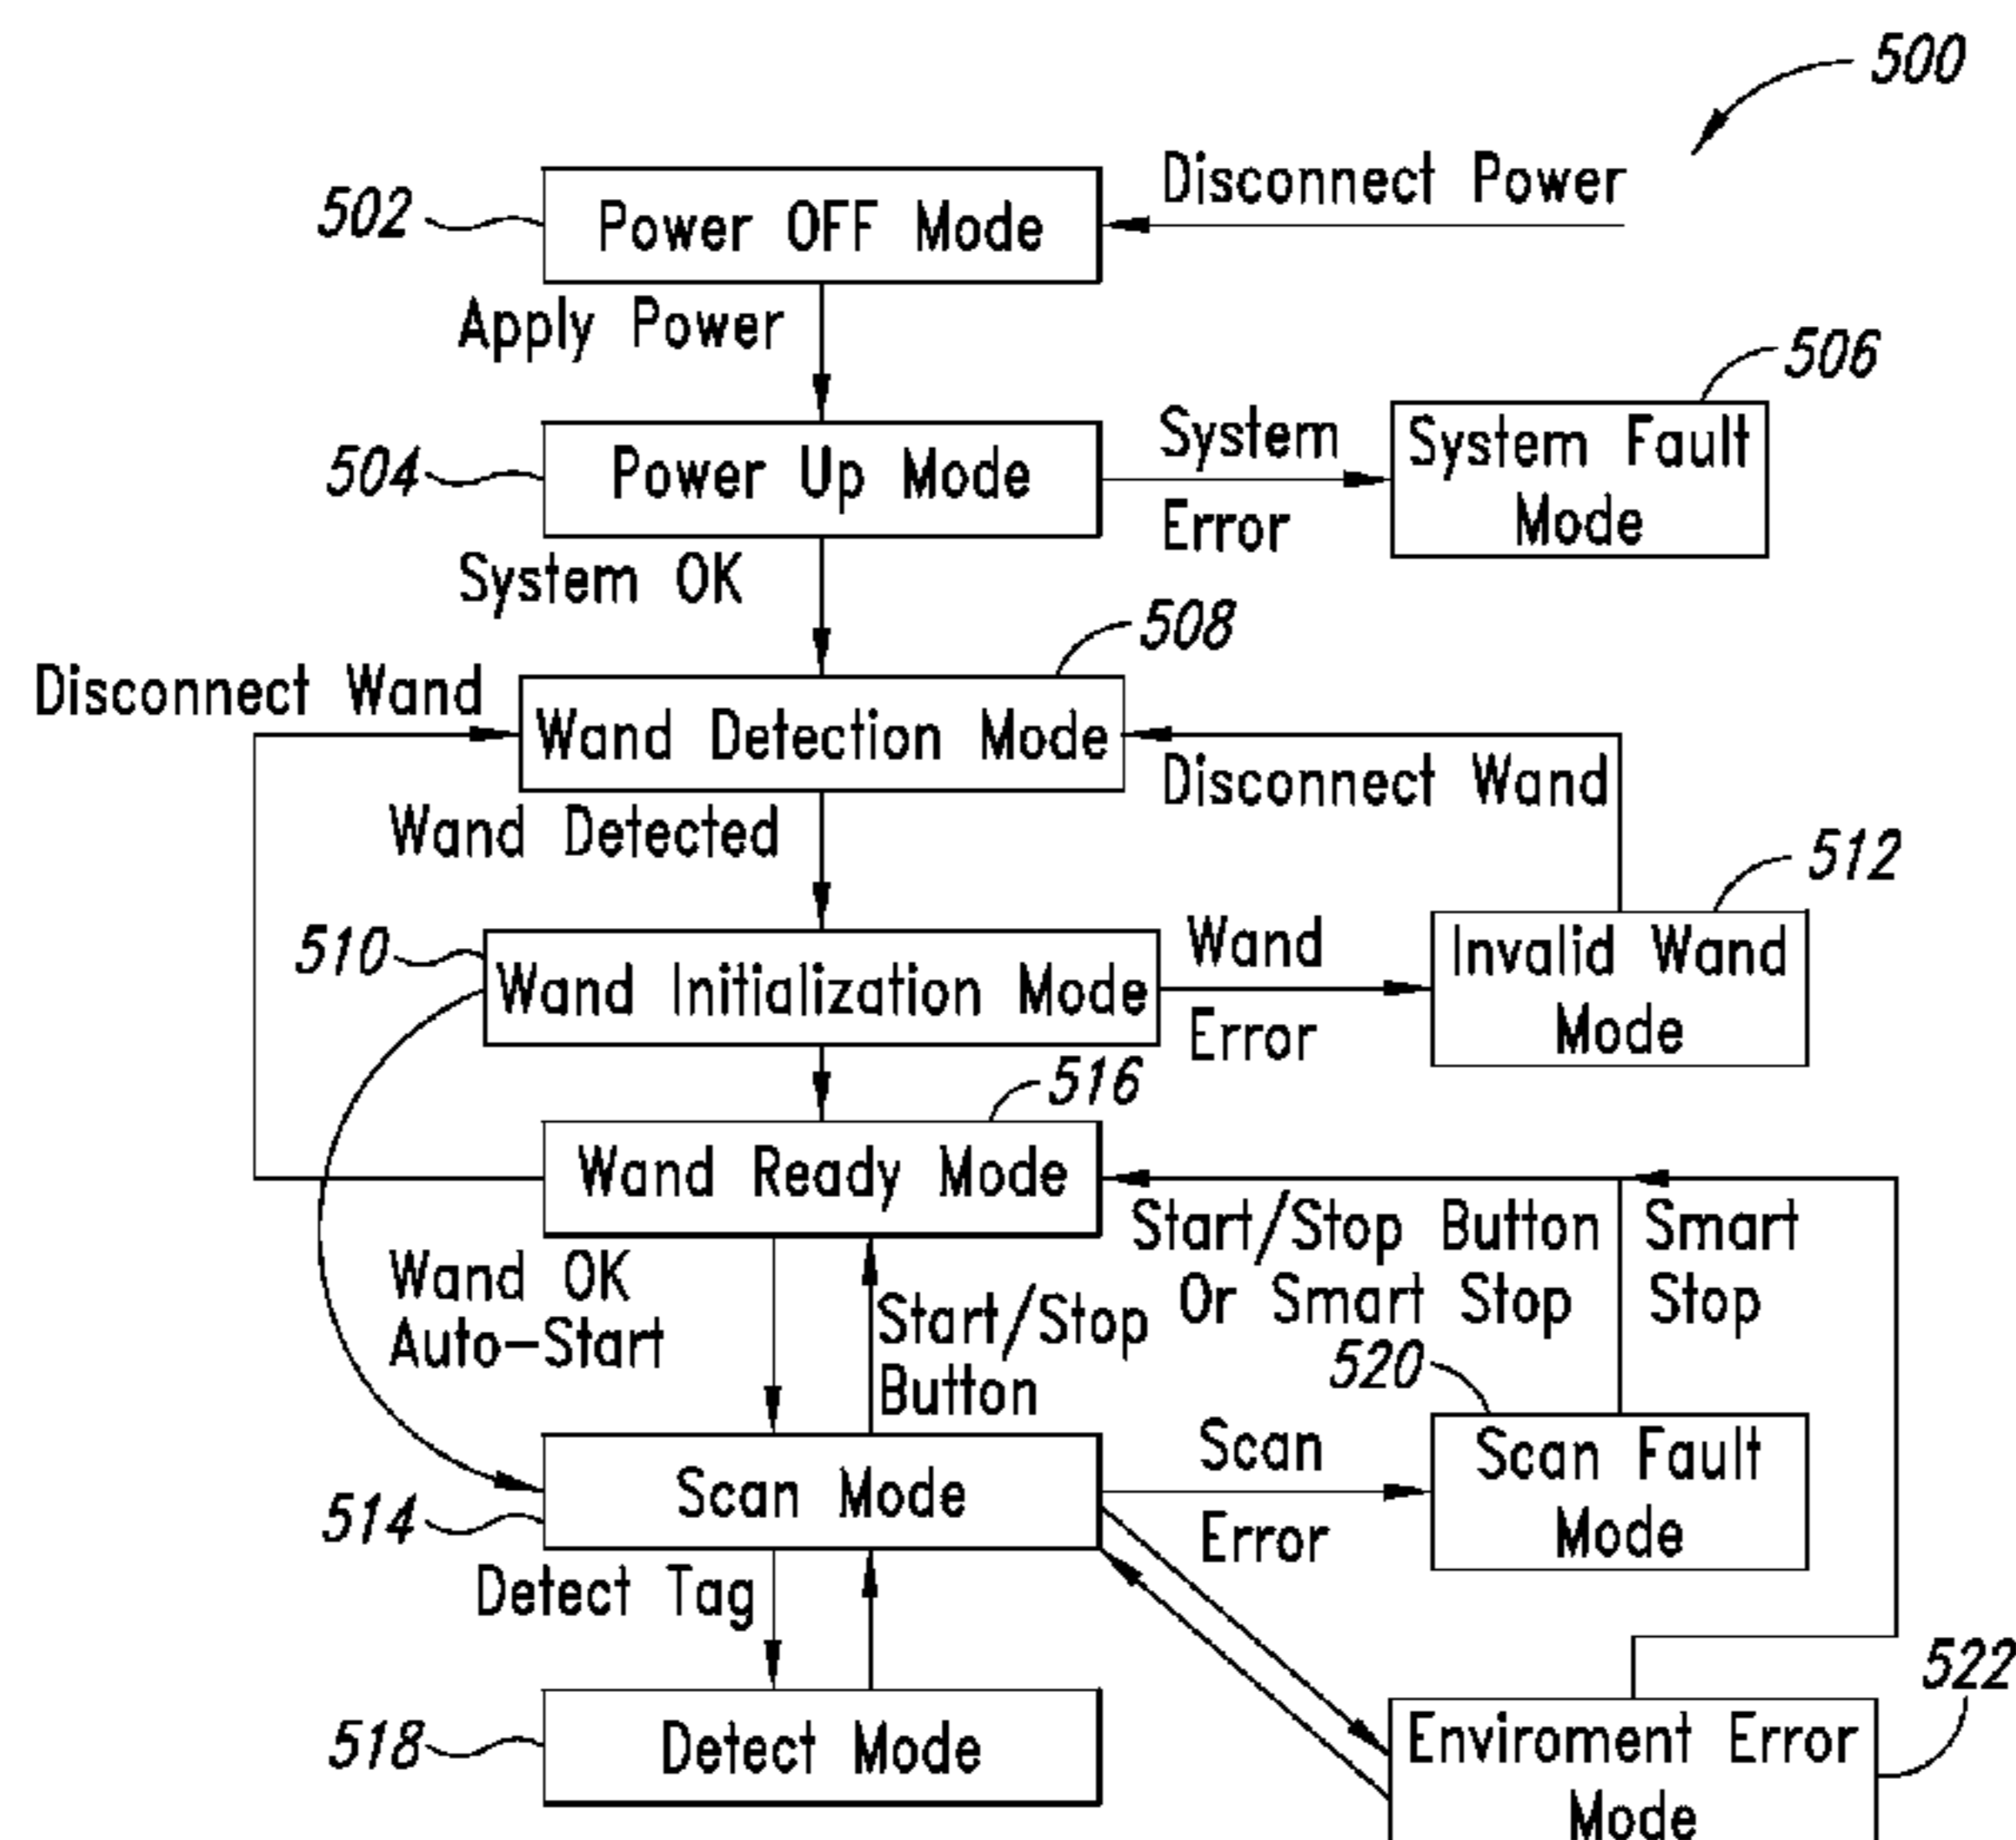 500
Disconnect Power
502
Power OFF Mode
Apply Power
506
504
Power Up Mode
System
Error
System Fault
Mode
System OK
508
Disconnect Wand
Wand Detection Mode
Disconnect Wand
Wand Detected
512
510
Wand Initialization Mode
Wand
Error
Invalid Wand
Mode
516
Wand Ready Mode
Start/Stop Button
Or Smart Stop
Smart
Stop
Wand OK
Auto-Start
Start/Stop
Button
520
Scan Mode
Scan
Error
Scan Fault
Mode
514
Detect Tag
522
518
Detect Mode
Enviroment Error
Mode